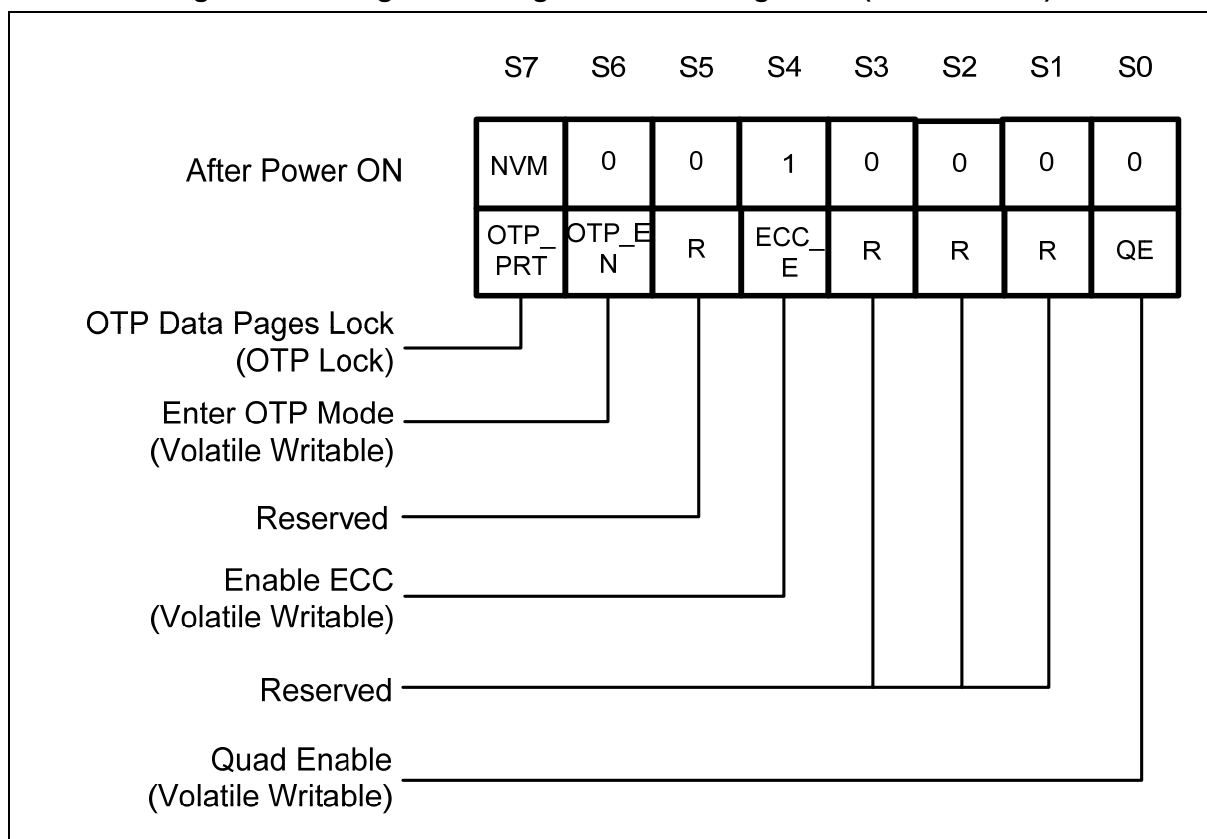 S7 S6 S5 S4 S3 S2 S1 S0
After Power ON NVM 0 0 1 0 0 0 0
OTP_ OTP_E R ECC_ R R R QE
PRT N E
OTP Data Pages Lock
(OTP Lock)
Enter OTP Mode
(Volatile Writable)
Reserved
Enable ECC
(Volatile Writable)
Reserved
Quad Enable
(Volatile Writable)